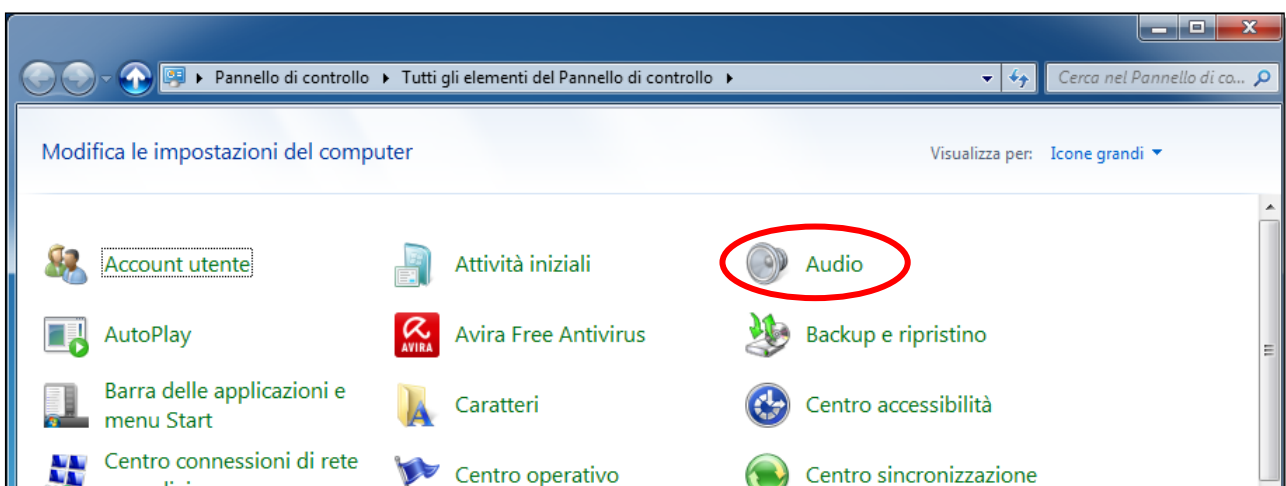 Pannello di controllo Tutti gli elementi del Pannello di controllo
Cerca nel Pannello di co...
Modifica le impostazioni del computer
Visualizza per: Icone grandi
Account utente
Attività iniziali
Audio
AutoPlay
AVIRA
Avira Free Antivirus
Backup e ripristino
Barra delle applicazioni e
menu Start
Caratteri
Centro accessibilità
Centro connessioni di rete
Centro operativo
Centro sincronizzazione